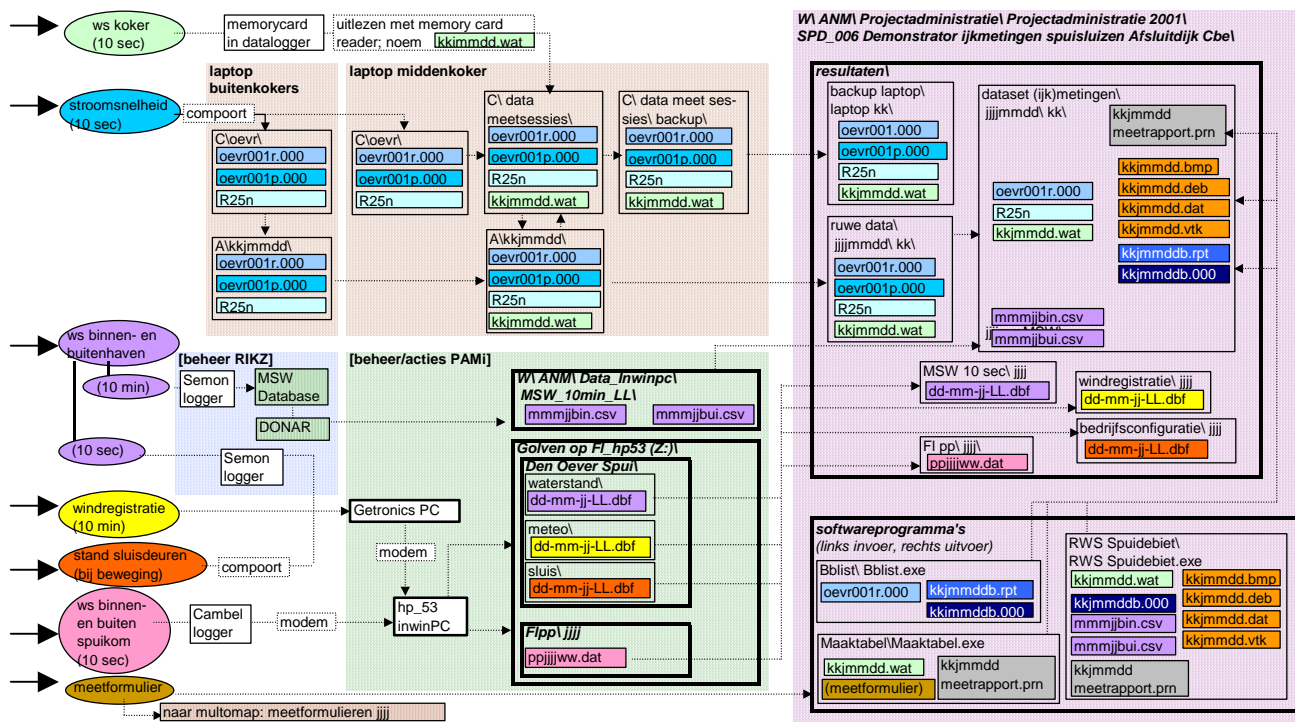 ws koker
(10 sec)
memorycard
in datalogger
uitlezen met memory card
reader; noem
kkimmdd.wat
stroomsnelheid
(10 sec)
compoort
laptop
buitenkokers
C\oevr\
oevr001r.000
oevr001p.000
R25n
A\kkjmmdd\
oevr001r.000
oevr001p.000
R25n
laptop middenkoker
C\oevr\
oevr001r.000
oevr001p.000
R25n
C\ data
meetsessies\
oevr001r.000
oevr001p.000
R25n
kkjmmdd.wat
C\ data meet ses-
sies\ backup\
oevr001r.000
oevr001p.000
R25n
kkjmmdd.wat
A\kkjmmdd\
oevr001r.000
oevr001p.000
R25n
kkjmmdd.wat
W\ ANM\ Projectadministratie\ Projectadministratie 2001\
SPD_006 Demonstrator ijkmetingen spuisluizen Afsluitdijk Cbe\
resultaten\
backup laptop\
laptop kk\
oevr001.000
oevr001p.000
R25n
kkjmmdd.wat
ruwe data\
jjjjmmdd\ kk\
oevr001r.000
oevr001p.000
R25n
kkjmmdd.wat
dataset (ijk)metingen\
jjjjmmdd\ kk\
kkjmmdd
meetrapport.prn
kkjmmdd.bmp
kkjmmdd.deb
kkjmmdd.dat
kkjmmdd.vtk
oevr001r.000
R25n
kkjmmdd.wat
kkjmmddb.rpt
kkjmmddb.000
mmmjjbin.csv
mmmjjbui.csv
MSW 10 sec\ jjjj
dd-mm-jj-LL.dbf
windregistratie\ jjjj
dd-mm-jj-LL.dbf
bedrijfsconfiguratie\ jjjj
dd-mm-jj-LL.dbf
Fl pp\ jjjj\
ppjjjjww.dat
ws binnen- en
buitenhaven
(10 min)
(10 sec)
[beheer RIKZ]
Semon
logger
MSW
Database
DONAR
Semon
logger
[beheer/acties PAMi]
W\ ANM\ Data_Inwinpc\
MSW_10min_LL\
mmmjjbin.csv
mmmjjbui.csv
Golven op Fl_hp53 (Z:)\
Den Oever Spui\
waterstand\
dd-mm-jj-LL.dbf
meteo\
dd-mm-jj-LL.dbf
sluis\
dd-mm-jj-LL.dbf
Flpp\ jjjj
ppjjjjww.dat
windregistratie
(10 min)
Getronics PC
modem
hp_53
inwinPC
stand sluisdeuren
(bij beweging)
compoort
ws binnen-
en buiten
spuikom
(10 sec)
Cambel
logger
modem
meetformulier
naar multomap: meetformulieren jjjj
softwareprogramma's
(links invoer, rechts uitvoer)
Bblist\ Bblist.exe
oevr001r.000
kkjmmddb.rpt
kkjmmddb.000
Maaktabel\Maaktabel.exe
kkjmmdd.wat
(meetformulier)
kkjmmdd
meetrapport.prn
RWS Spuidebiet\
RWS Spuidebiet.exe
kkjmmdd.wat
kkjmmddb.000
mmmjjbin.csv
mmmjjbui.csv
kkjmmdd
meetrapport.prn
kkjmmdd.bmp
kkjmmdd.deb
kkjmmdd.dat
kkjmmdd.vtk